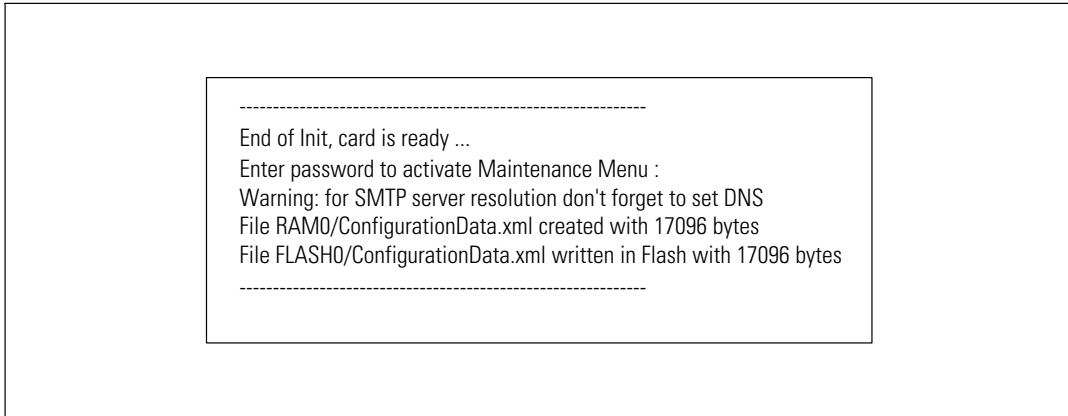 -------------------------------------------------------------
End of Init, card is ready ...
Enter password to activate Maintenance Menu :
Warning: for SMTP server resolution don't forget to set DNS
File RAM0/ConfigurationData.xml created with 17096 bytes
File FLASH0/ConfigurationData.xml written in Flash with 17096 bytes
-------------------------------------------------------------